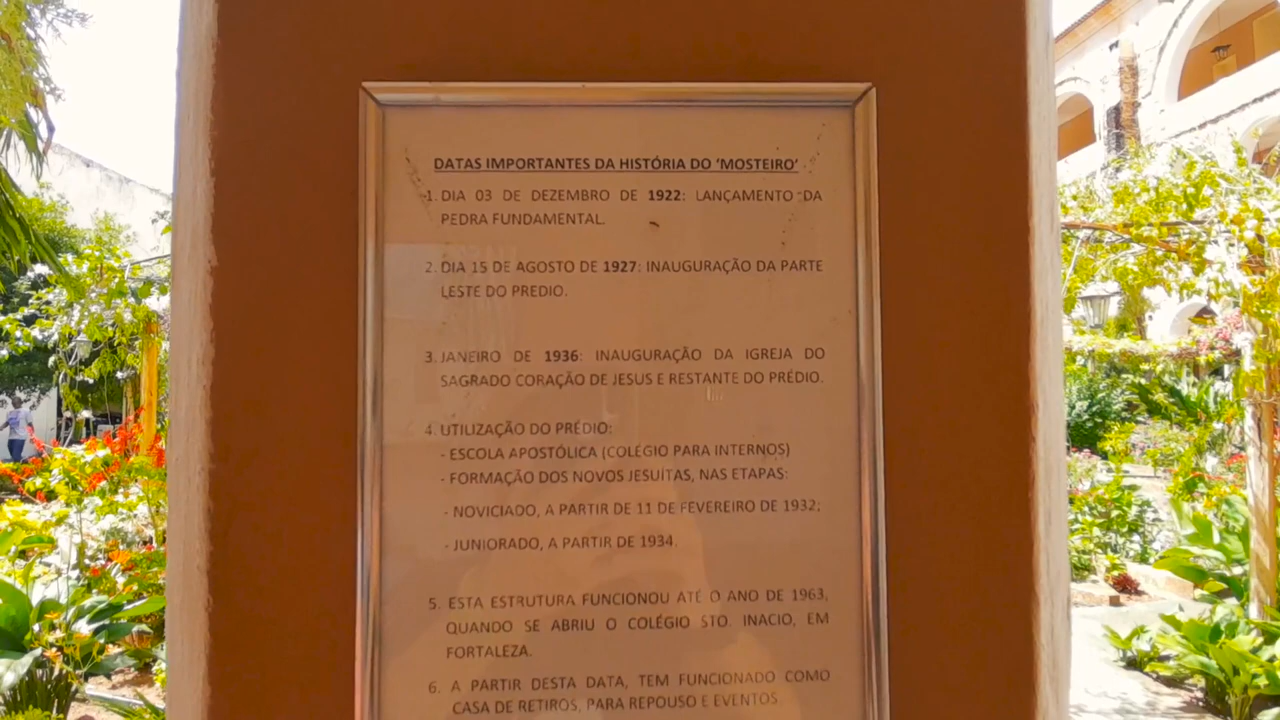 DATAS IMPORTANTES DA HISTÓRIA DO ‘MOSTEIRO’
1. DIA 03 DE DEZEMBRO DE 1922: LANÇAMENTO DA
PEDRA FUNDAMENTAL.
2. DIA 15 DE AGOSTO DE 1927: INAUGURAÇÃO DA PARTE
LESTE DO PREDIO.
3. JANEIRO DE 1936: INAUGURAÇÃO DA IGREJA DO
SAGRADO CORAÇÃO DE JESUS E RESTANTE DO PRÉDIO.
4. UTILIZAÇÃO DO PRÉDIO:
- ESCOLA APOSTÓLICA (COLÉGIO PARA INTERNOS)
- FORMAÇÃO DOS NOVOS JESUÍTAS, NAS ETAPAS:
- NOVICIADO, A PARTIR DE 11 DE FEVEREIRO DE 1932;
- JUNIORADO, A PARTIR DE 1934.
5. ESTA ESTRUTURA FUNCIONOU ATÉ O ANO DE 1963,
QUANDO SE ABRIU O COLÉGIO STO. INACIO, EM
FORTALEZA.
6. A PARTIR DESTA DATA, TEM FUNCIONADO COMO
CASA DE RETIROS, PARA REPOUSO E EVENTOS